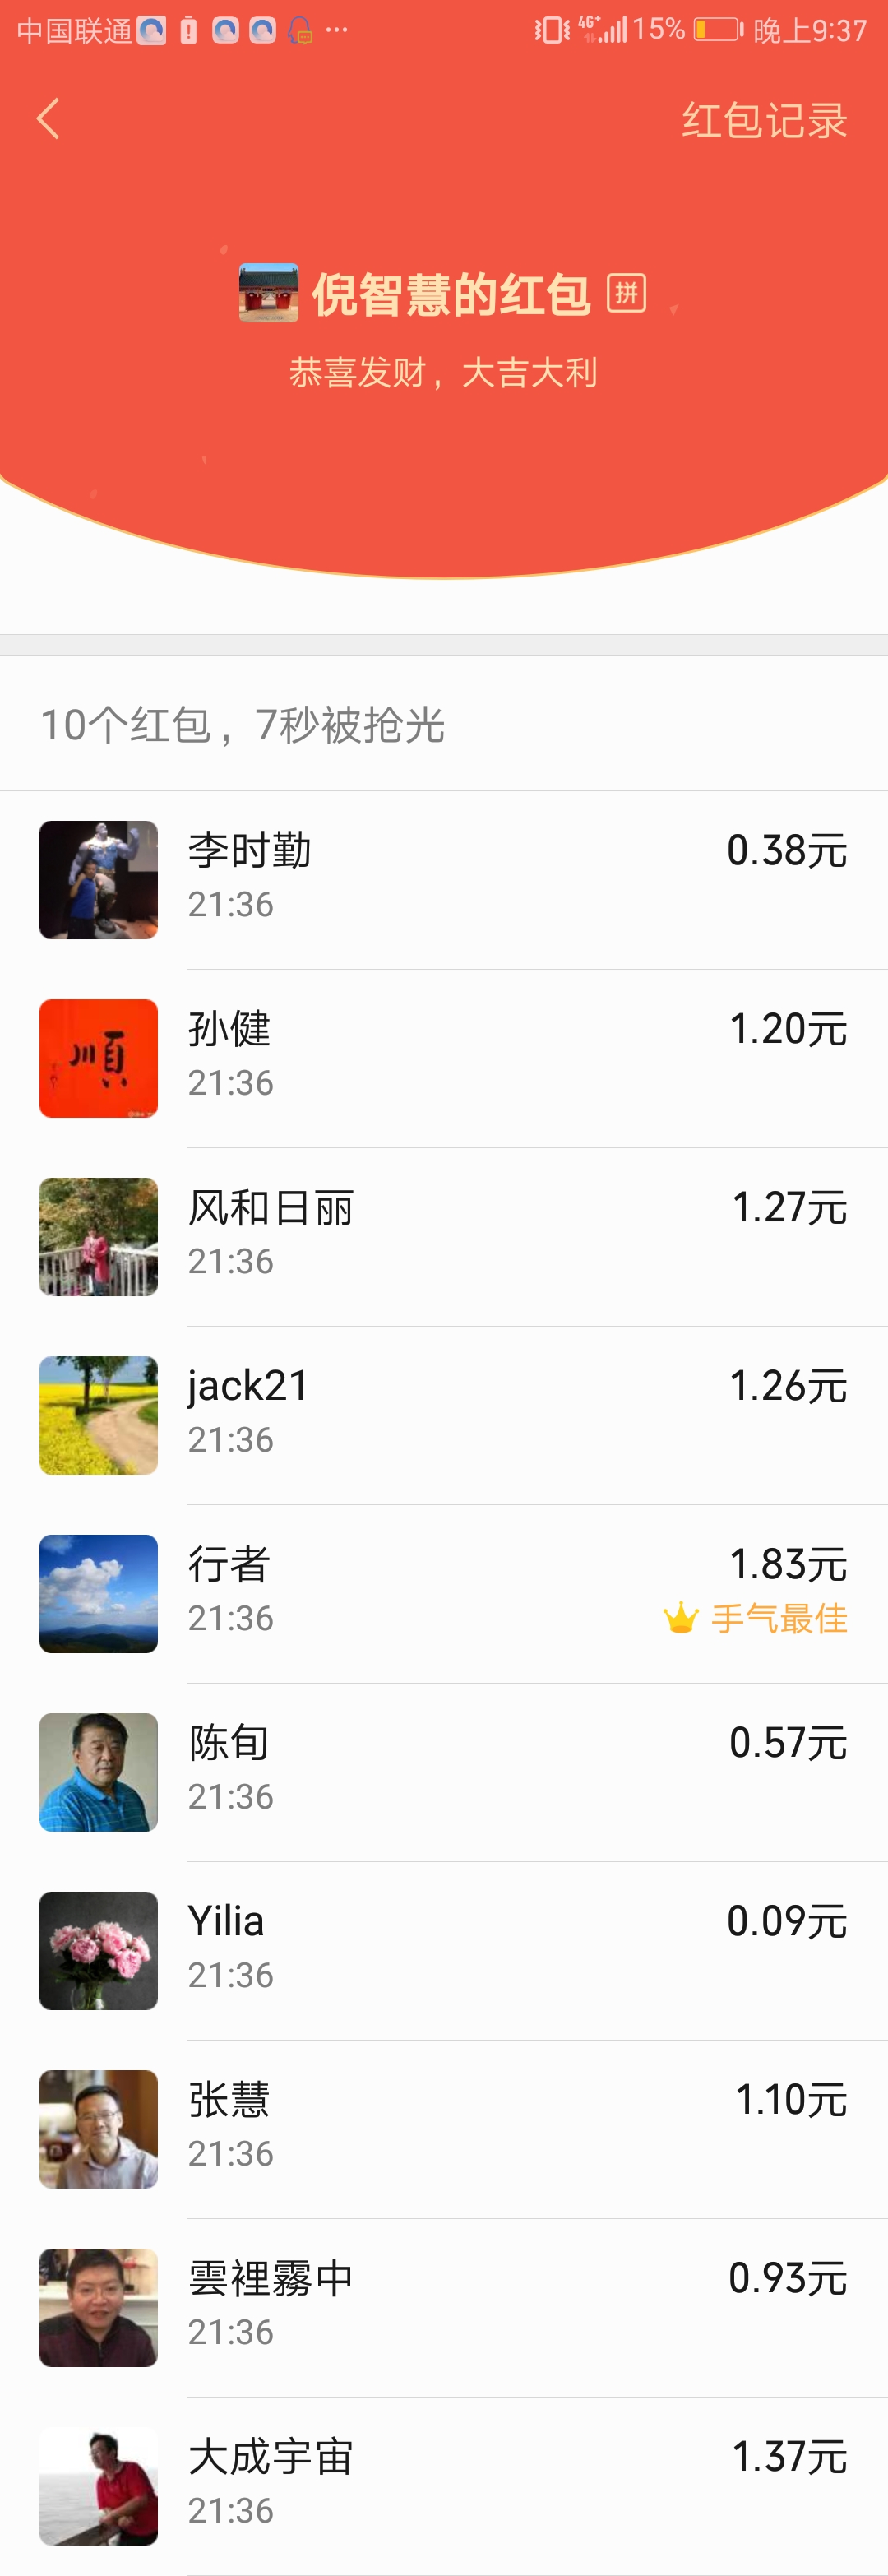 中国联通 4G+ 15% 晚上9:37
红包记录
倪智慧的红包 拼
恭喜发财，大吉大利
10个红包，7秒被抢光
李时勤 0.38元
21:36
孙健 1.20元
21:36
風和日丽 1.27元
21:36
jack21 1.26元
21:36
行者 1.83元
21:36 手气最佳
陈旬 0.57元
21:36
Yilia 0.09元
21:36
张慧 1.10元
21:36
雲裡霧中 0.93元
21:36
大成宇宙 1.37元
21:36
順